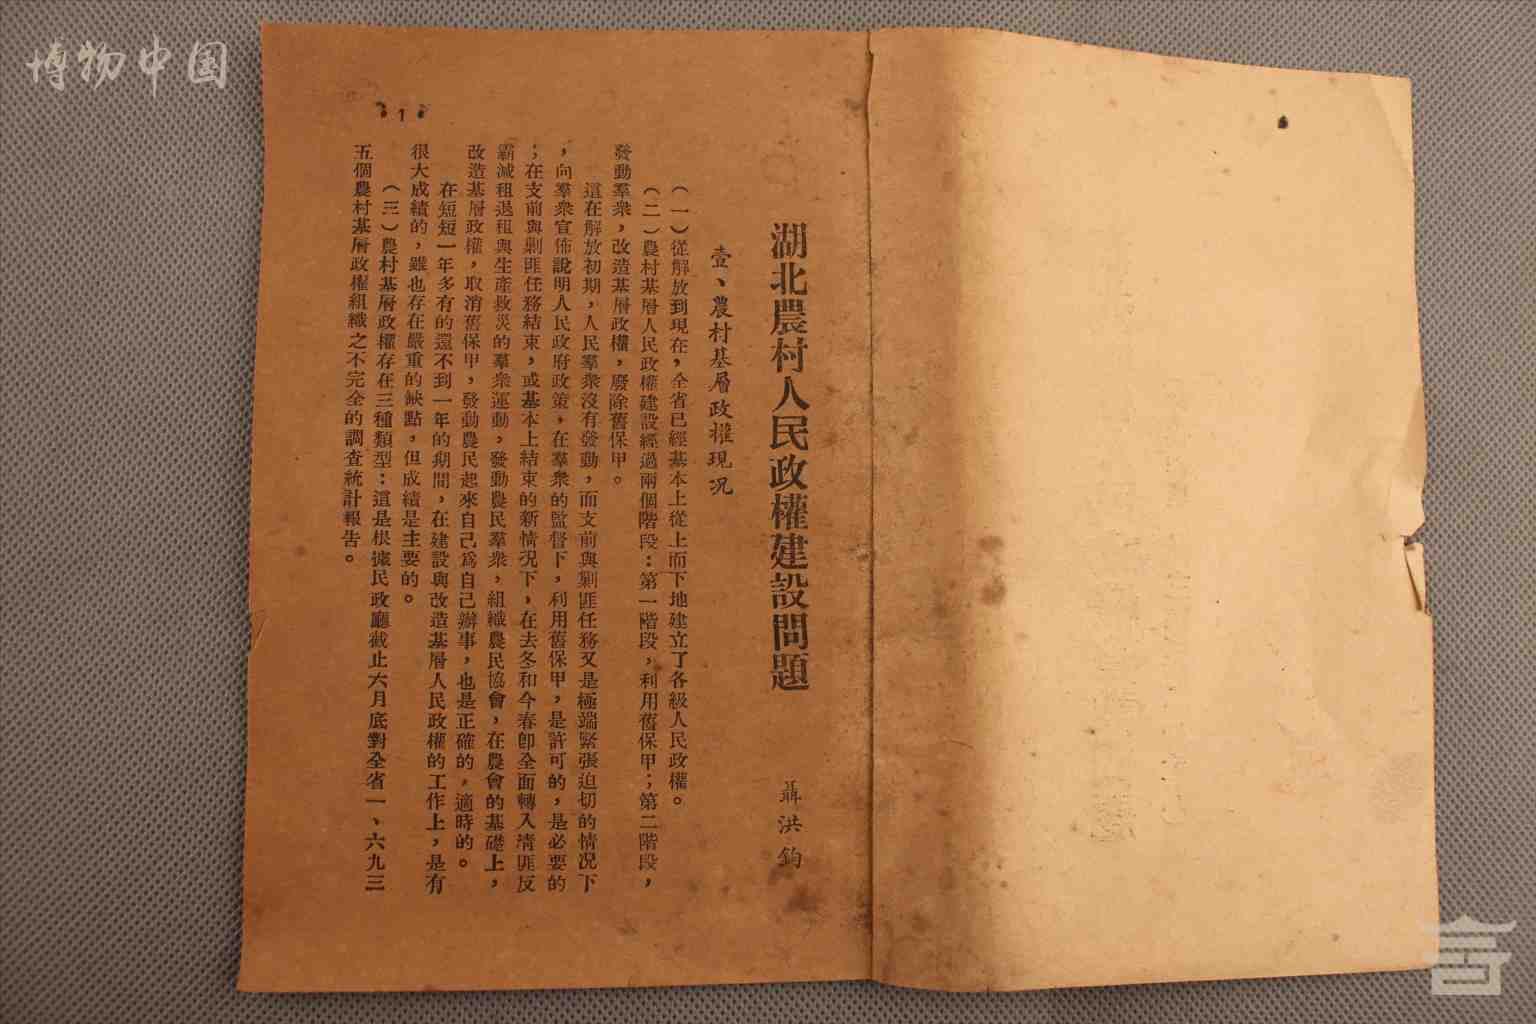 博物中国
湖北農村人民政權建設問題
聶洪鈞
壹、農村基層政權現况
（一）從解放到現在，全省已經基本上從上而下地建立了各級人民政權。
（二）農村基層人民政權建設經過兩個階段：第一階段，利用舊保甲；第二階段，
發動羣衆，改造基層政權，廢除舊保甲。
這在解放初期，人民羣衆沒有發動，而支前與剿匪任務又是極端緊張迫切的情况下
，向羣衆宣佈說明人民政府政策，在羣衆的監督下，利用舊保甲，是許可的，是必要的
；在支前與剿匪任務結束，或基本上結束的新情况下，在去冬和今春卽全面轉入清匪反
霸減租退租與生產救災的羣衆運動，發動農民羣衆，組織農民協會，在農會的基礎上，
改造基層政權，取消舊保甲，發動農民起來自己爲自己辦事，也是正確的，適時的。
在短短一年多有的還不到一年的期間，在建設與改造基層人民政權的工作上，是有
很大成績的，雖也存在嚴重的缺點，但成績是主要的。
（三）農村基層政權存在三種類型：這是根據民政廳截止六月底對全省一、六九三
五個農村基層政權組織之不完全的調查統計報告。
1